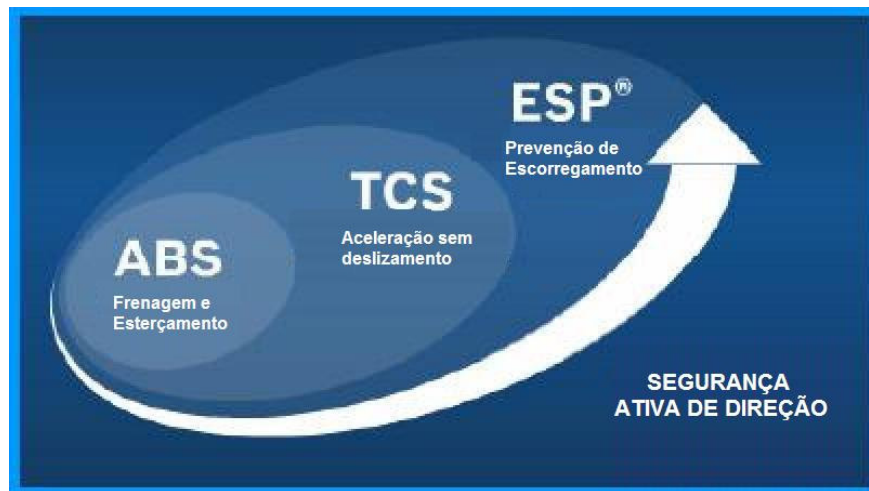 ESP®
Prevenção de
Escorregamento
TCS
Aceleração sem
deslizamento
ABS
Frenagem e
Esterçamento
SEGURANÇA
ATIVA DE DIREÇÃO